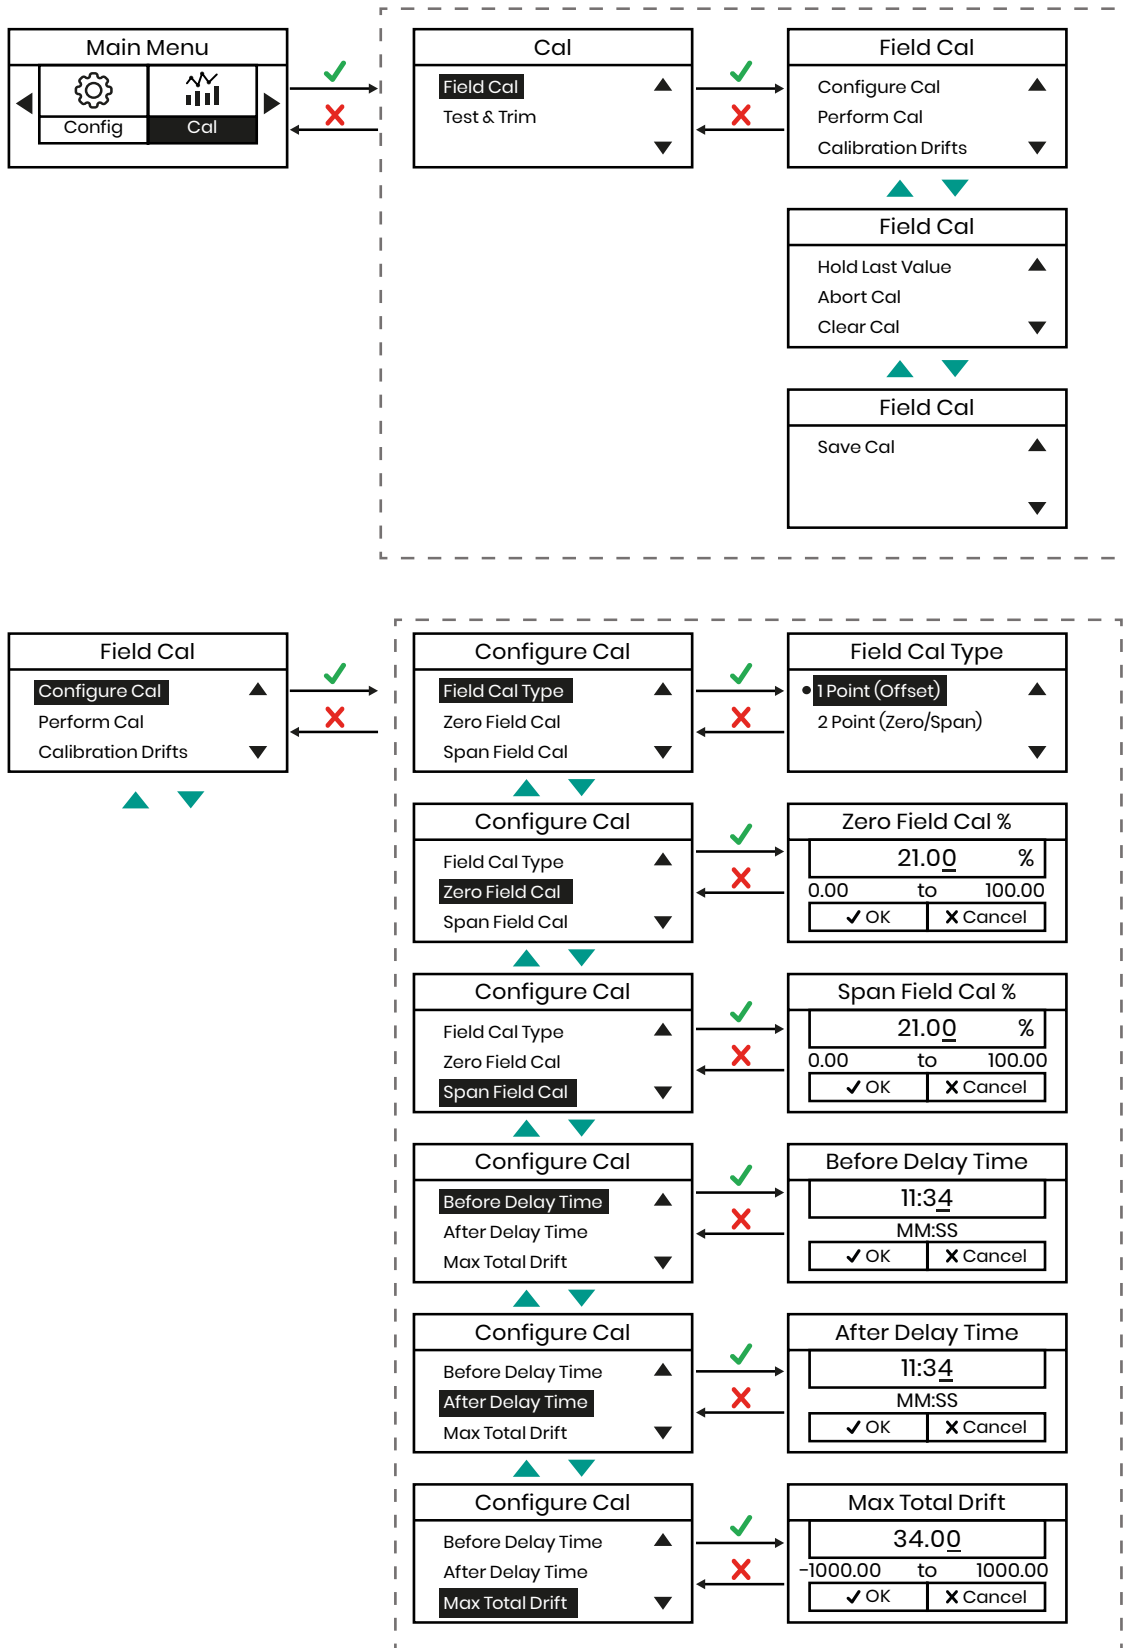 Main Menu
Config
Cal
Cal
Field Cal
Test & Trim
Field Cal
Configure Cal
Perform Cal
Calibration Drifts
Field Cal
Hold Last Value
Abort Cal
Clear Cal
Field Cal
Save Cal
Field Cal
Configure Cal
Perform Cal
Calibration Drifts
Configure Cal
Field Cal Type
Zero Field Cal
Span Field Cal
Field Cal Type
1 Point (Offset)
2 Point (Zero/Span)
Configure Cal
Field Cal Type
Zero Field Cal
Span Field Cal
Zero Field Cal %
21.00 %
0.00 to 100.00
OK Cancel
Configure Cal
Field Cal Type
Zero Field Cal
Span Field Cal
Span Field Cal %
21.00 %
0.00 to 100.00
OK Cancel
Configure Cal
Before Delay Time
After Delay Time
Max Total Drift
Before Delay Time
11:34
MM:SS
OK Cancel
Configure Cal
Before Delay Time
After Delay Time
Max Total Drift
After Delay Time
11:34
MM:SS
OK Cancel
Configure Cal
Before Delay Time
After Delay Time
Max Total Drift
Max Total Drift
34.00
-1000.00 to 1000.00
OK Cancel